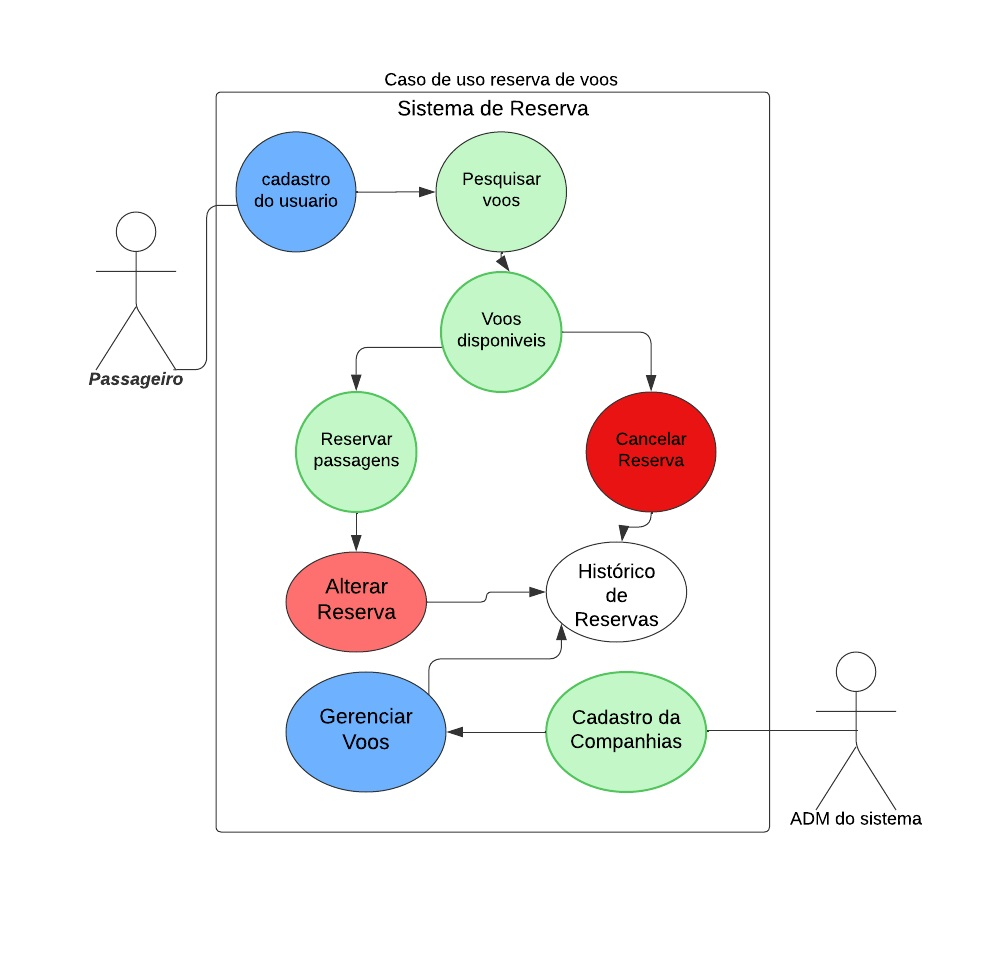 Caso de uso reserva de voos
Sistema de Reserva
cadastro
do usuario
Pesquisar
voos
Voos
disponiveis
Passageiro
Reservar
passagens
Cancelar
Reserva
Alterar
Reserva
Histórico
de
Reservas
Gerenciar
Voos
Cadastro da
Companhias
ADM do sistema